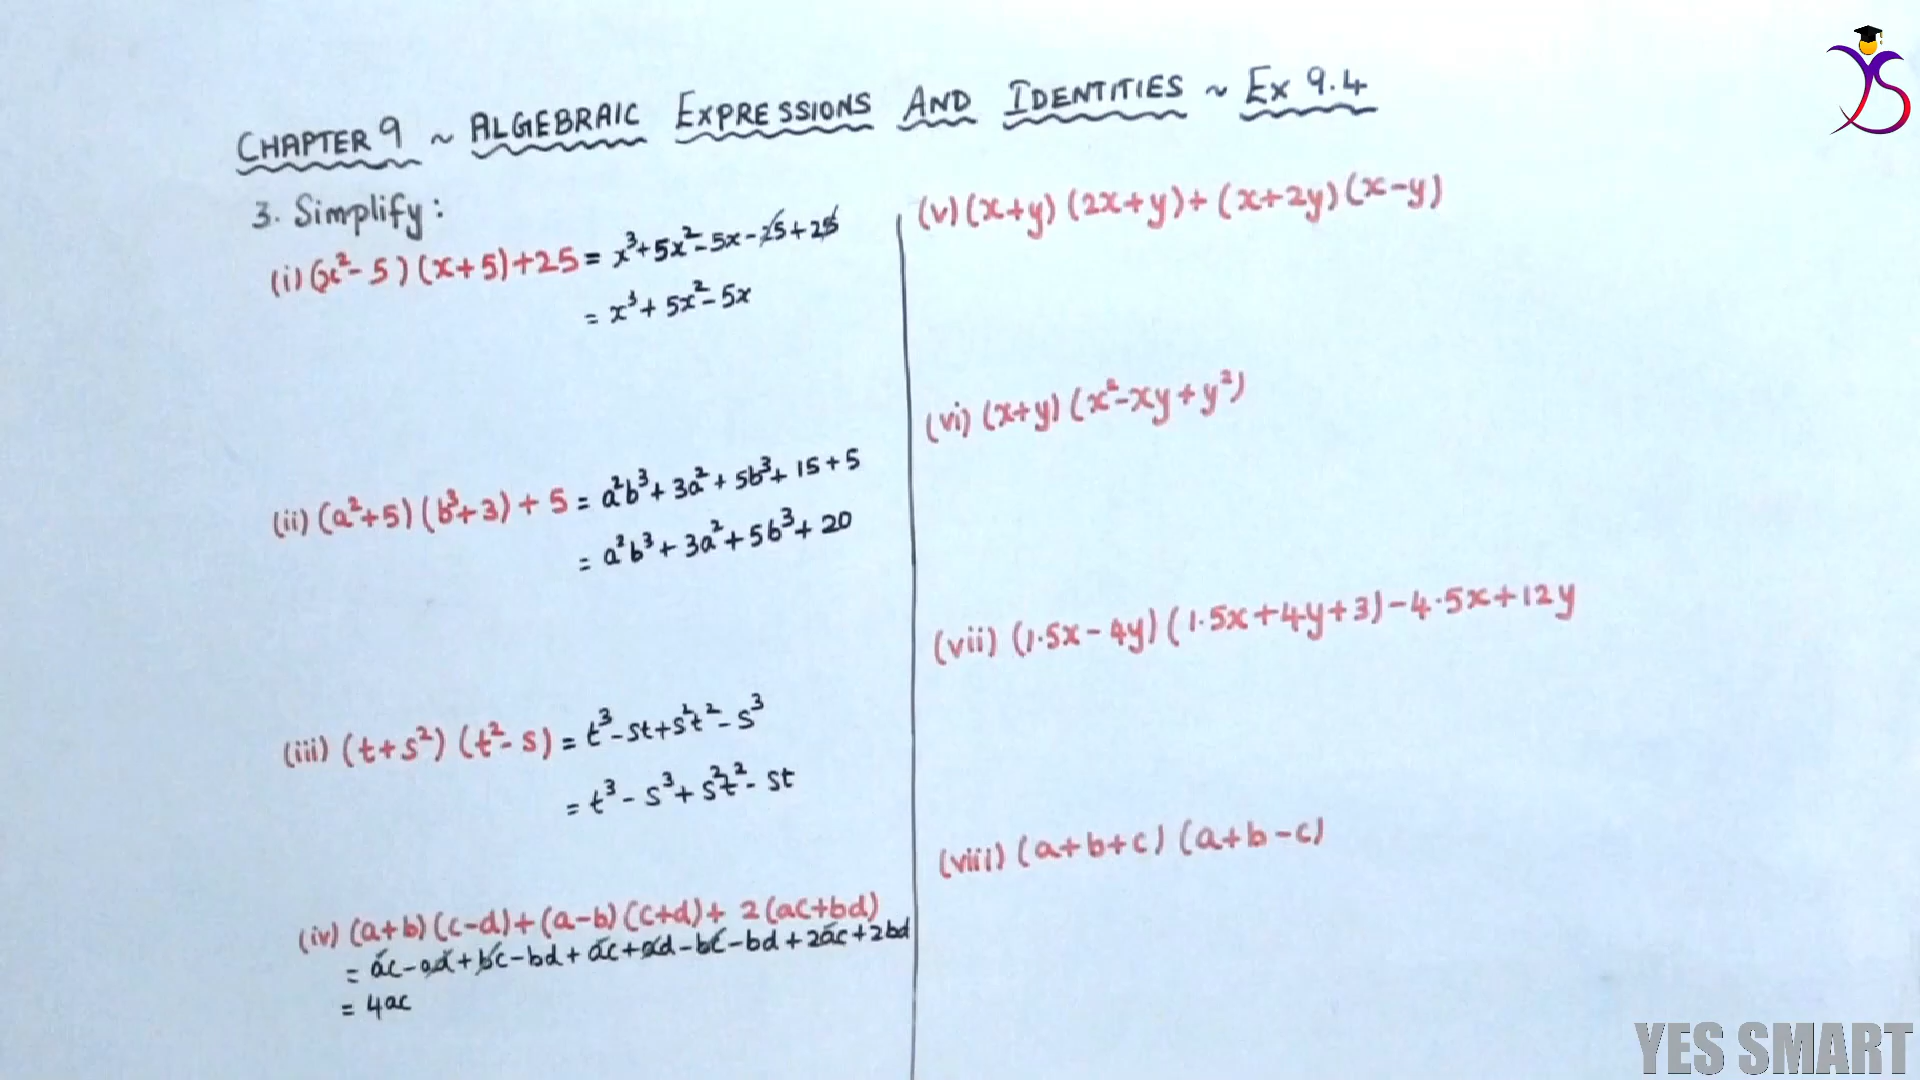 CHAPTER 9 ~ ALGEBRAIC EXPRESSIONS AND IDENTITIES ~ Ex 9.4
3. Simplify:
(i) (x²-5)(x+5)+25 = x³+5x²-5x-25+25
= x³+5x²-5x
(ii) (a²+5)(b³+3)+5 = a²b³+3a²+5b³+15+5
= a²b³+3a²+5b³+20
(iii) (t+s²)(t²-s) = t³-st+s²t²-s³
= t³-s³+s²t²-st
(iv) (a+b)(c-d)+(a-b)(c+d)+2(ac+bd)
= ac-ad+bc-bd+ac+ad-bc-bd+2ac+2bd
= 4ac
(v) (x+y)(2x+y)+(x+2y)(x-y)
(vi) (x+y)(x²-xy+y²)
(vii) (1.5x-4y)(1.5x+4y+3)-4.5x+12y
(viii) (a+b+c)(a+b-c)
YS
YES SMART